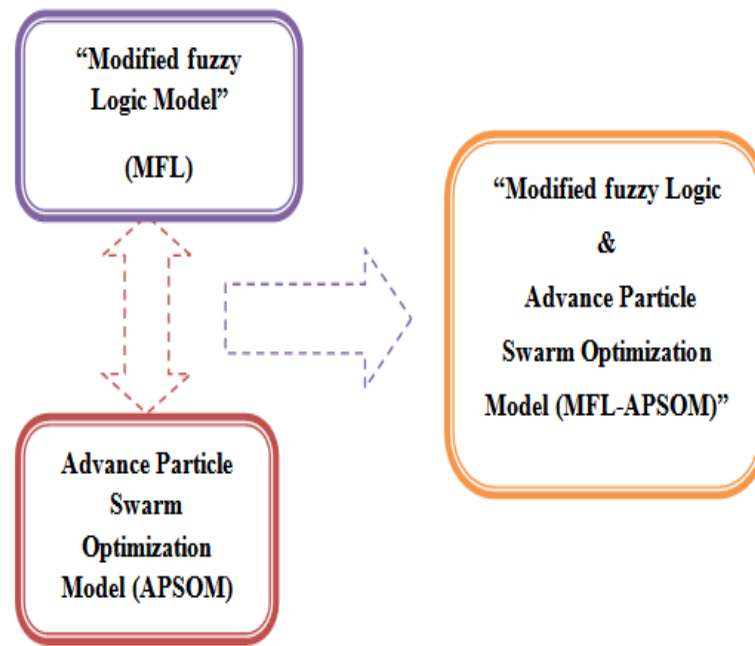 “Modified fuzzy
Logic Model”
(MFL)
Advance Particle
Swarm
Optimization
Model (APSOM)
“Modified fuzzy Logic
&
Advance Particle
Swarm Optimization
Model (MFL-APSOM)”